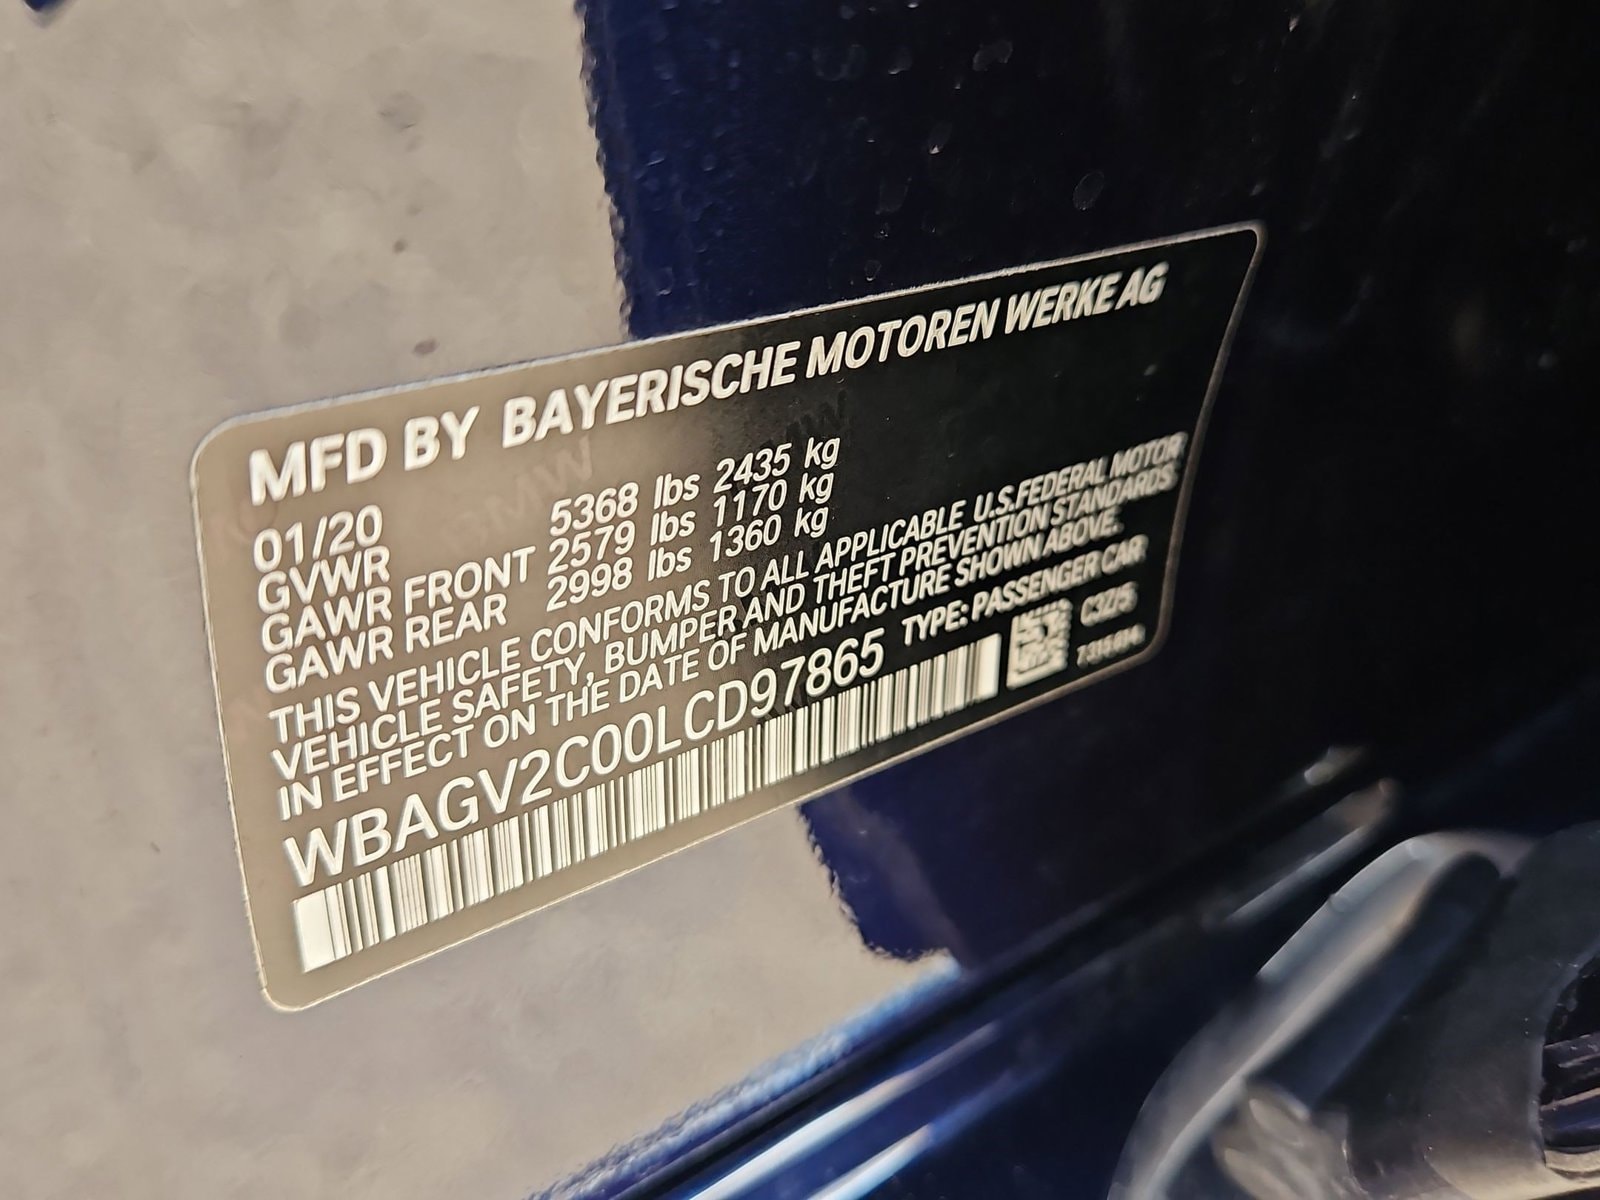 MFD BY BAYERISCHE MOTOREN WERKE AG
01/20
GVWR 5368 lbs 2435 kg
GAWR FRONT 2579 lbs 1170 kg
GAWR REAR 2998 lbs 1360 kg
THIS VEHICLE CONFORMS TO ALL APPLICABLE U.S.FEDERAL MOTOR
VEHICLE SAFETY, BUMPER AND THEFT PREVENTION STANDARDS
IN EFFECT ON THE DATE OF MANUFACTURE SHOWN ABOVE.
WBAGV2C00LCD97865 TYPE: PASSENGER CAR
C3Z/5